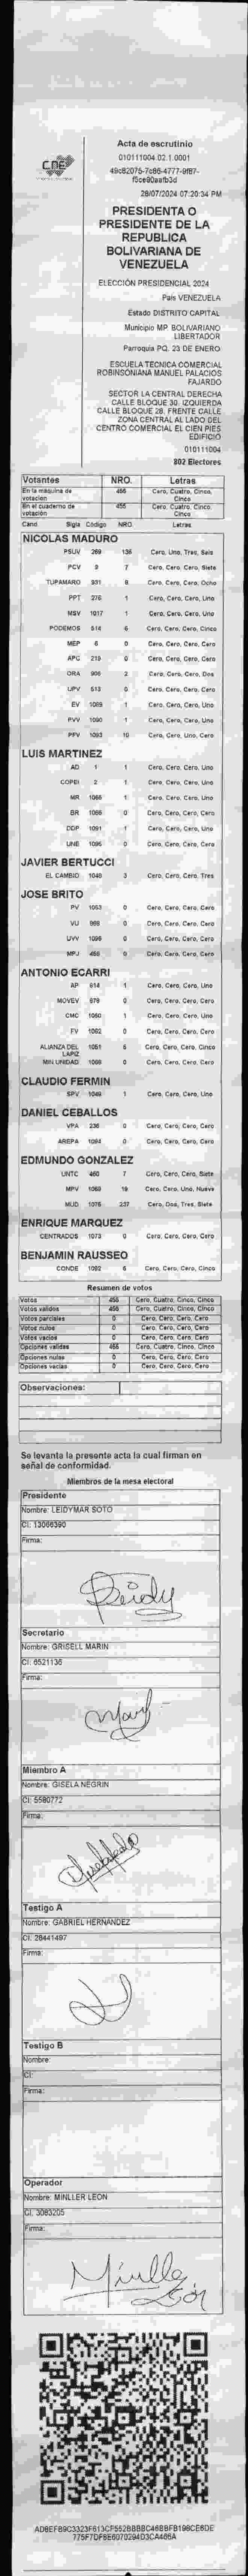 CNE
Acta de escrutinio
010111004.02.1.0001
49c82075-7c86-4777-9f87-
f5ce90aafb3d
28/07/2024 07:20:34 PM
PRESIDENTA O
PRESIDENTE DE LA
REPUBLICA
BOLIVARIANA DE
VENEZUELA
ELECCIÓN PRESIDENCIAL 2024
País VENEZUELA
Estado DISTRITO CAPITAL
Municipio MP. BOLIVARIANO
LIBERTADOR
Parroquia PQ. 23 DE ENERO
ESCUELA TECNICA COMERCIAL
ROBINSONIANA MANUEL PALACIOS
FAJARDO
SECTOR LA CENTRAL DERECHA
CALLE BLOQUE 30. IZQUIERDA
CALLE BLOQUE 28. FRENTE CALLE
ZONA CENTRAL AL LADO DEL
CENTRO COMERCIAL EL CIEN PIES
EDIFICIO
010111004
802 Electores
Votantes NRO. Letras
En la máquina de votación 455 Cero, Cuatro, Cinco, Cinco
En el cuaderno de votación 455 Cero, Cuatro, Cinco, Cinco
Cand Sigla Código NRO. Letras
NICOLAS MADURO
PSUV 269 136 Cero, Uno, Tres, Seis
PCV 9 7 Cero, Cero, Cero, Siete
TUPAMARO 931 8 Cero, Cero, Cero, Ocho
PPT 276 1 Cero, Cero, Cero, Uno
MSV 1017 1 Cero, Cero, Cero, Uno
PODEMOS 514 5 Cero, Cero, Cero, Cinco
MEP 6 0 Cero, Cero, Cero, Cero
APC 215 0 Cero, Cero, Cero, Cero
ORA 906 2 Cero, Cero, Cero, Dos
UPV 513 0 Cero, Cero, Cero, Cero
EV 1089 1 Cero, Cero, Cero, Uno
PVV 1090 1 Cero, Cero, Cero, Uno
PFV 1093 10 Cero, Cero, Uno, Cero
LUIS MARTINEZ
AD 1 1 Cero, Cero, Cero, Uno
COPEI 2 1 Cero, Cero, Cero, Uno
MR 1065 1 Cero, Cero, Cero, Uno
BR 1066 0 Cero, Cero, Cero, Cero
DDP 1091 1 Cero, Cero, Cero, Uno
UNE 1095 0 Cero, Cero, Cero, Cero
JAVIER BERTUCCI
EL CAMBIO 1048 3 Cero, Cero, Cero, Tres
JOSE BRITO
PV 1053 0 Cero, Cero, Cero, Cero
VU 998 0 Cero, Cero, Cero, Cero
UVV 1096 0 Cero, Cero, Cero, Cero
MPJ 458 0 Cero, Cero, Cero, Cero
ANTONIO ECARRI
AP 614 1 Cero, Cero, Cero, Uno
MOVEV 678 0 Cero, Cero, Cero, Cero
CMC 1050 1 Cero, Cero, Cero, Uno
FV 1062 0 Cero, Cero, Cero, Cero
ALIANZA DEL LAPIZ 1051 5 Cero, Cero, Cero, Cinco
MIN UNIDAD 1008 0 Cero, Cero, Cero, Cero
CLAUDIO FERMIN
SPV 1049 1 Cero, Cero, Cero, Uno
DANIEL CEBALLOS
VPA 236 0 Cero, Cero, Cero, Cero
AREPA 1094 0 Cero, Cero, Cero, Cero
EDMUNDO GONZALEZ
UNTC 460 7 Cero, Cero, Cero, Siete
MPV 1069 19 Cero, Cero, Uno, Nueve
MUD 1076 237 Cero, Dos, Tres, Siete
ENRIQUE MARQUEZ
CENTRADOS 1073 0 Cero, Cero, Cero, Cero
BENJAMIN RAUSSEO
CONDE 1092 5 Cero, Cero, Cero, Cinco
Resumen de votos
Votos 455 Cero, Cuatro, Cinco, Cinco
Votos válidos 455 Cero, Cuatro, Cinco, Cinco
Votos parciales 0 Cero, Cero, Cero, Cero
Votos nulos 0 Cero, Cero, Cero, Cero
Votos vacíos 0 Cero, Cero, Cero, Cero
Opciones válidas 455 Cero, Cuatro, Cinco, Cinco
Opciones nulas 0 Cero, Cero, Cero, Cero
Opciones vacías 0 Cero, Cero, Cero, Cero
Observaciones:
Se levanta la presente acta la cual firman en
señal de conformidad.
Miembros de la mesa electoral
Presidente
Nombre: LEIDYMAR SOTO
CI: 13066390
Firma:
Leidy
Secretario
Nombre: GRISELL MARIN
CI: 6521136
Firma:
Miembro A
Nombre: GISELA NEGRIN
CI: 5580772
Firma:
Testigo A
Nombre: GABRIEL HERNANDEZ
CI: 28441497
Firma:
Testigo B
Nombre:
CI:
Firma:
Operador
Nombre: MINLLER LEON
CI: 3083205
Firma:
Minlle
León